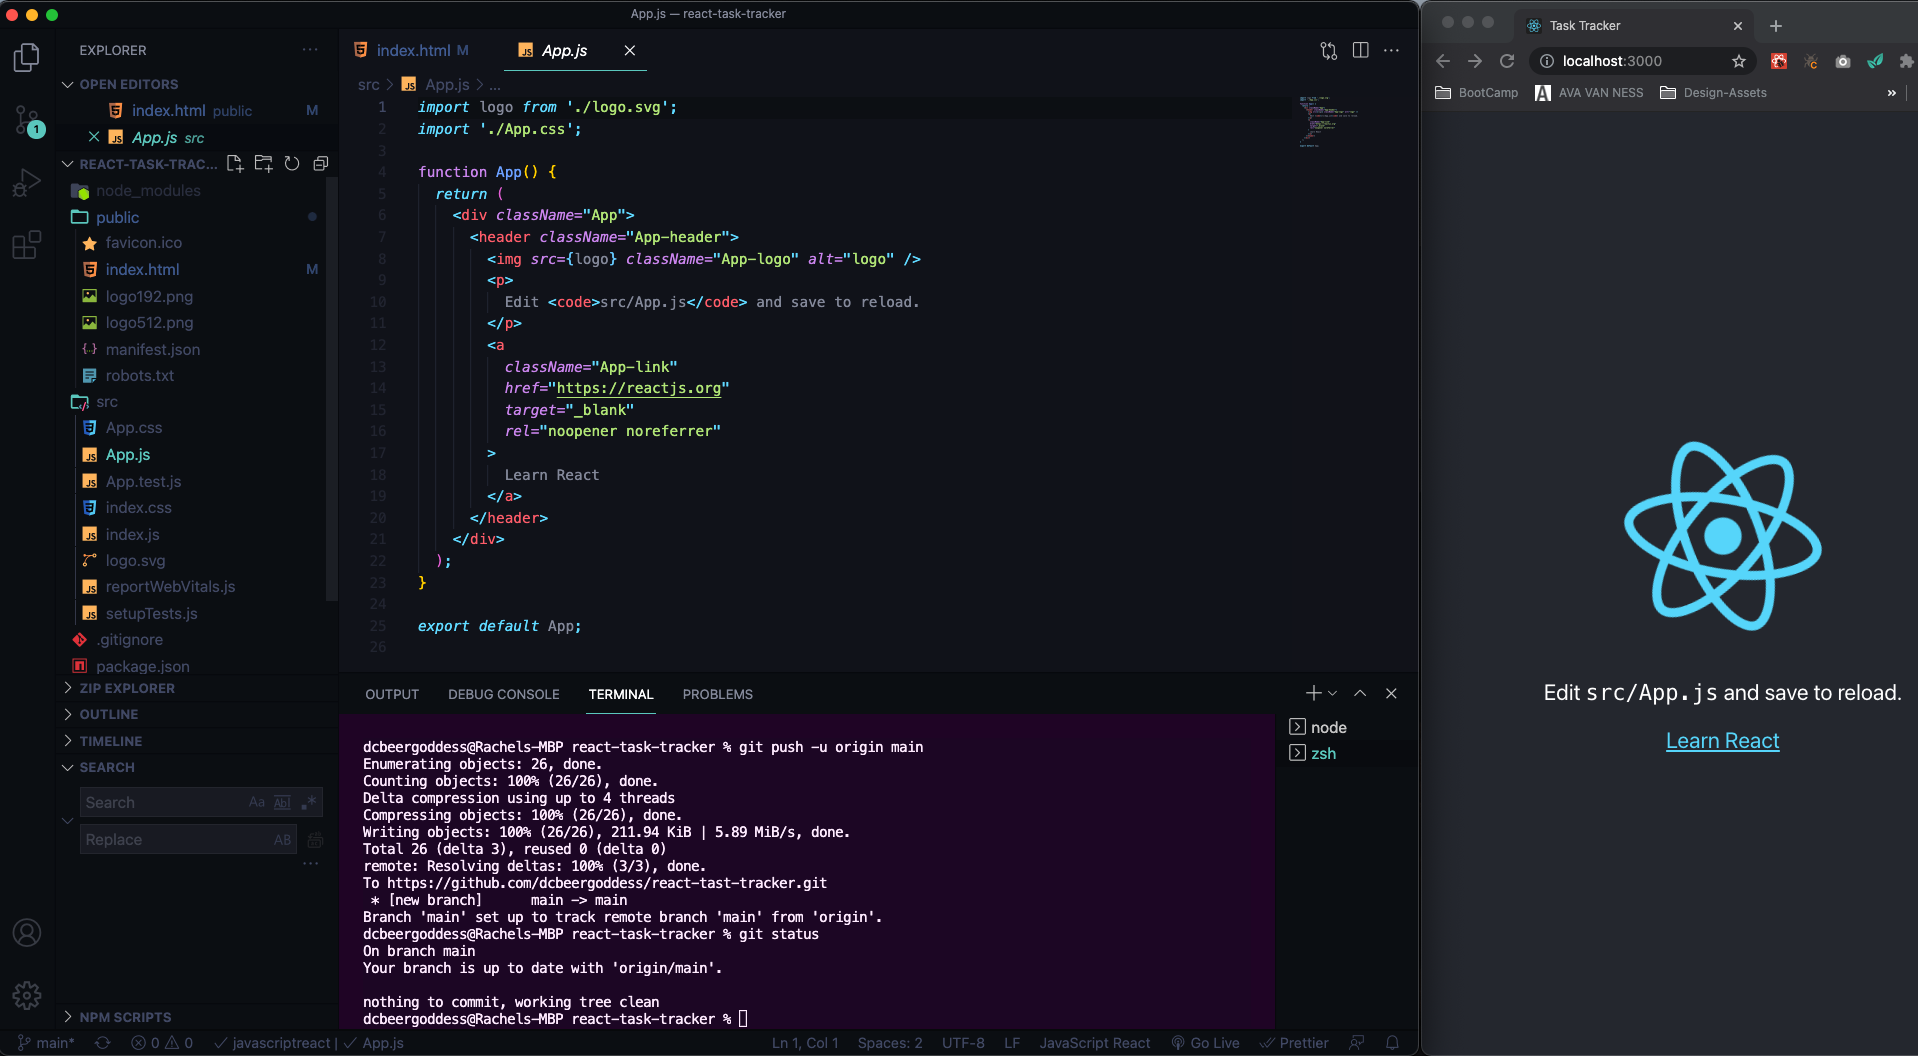 App.js — react-task-tracker
EXPLORER
OPEN EDITORS
index.html public M
App.js src
REACT-TASK-TRAC...
node_modules
public
favicon.ico
index.html M
logo192.png
logo512.png
manifest.json
robots.txt
src
App.css
App.js
App.test.js
index.css
index.js
logo.svg
reportWebVitals.js
setupTests.js
.gitignore
package.json
ZIP EXPLORER
OUTLINE
TIMELINE
SEARCH
Search Aa Abl .*
Replace AB
NPM SCRIPTS
1
index.html M
App.js
src > App.js > ...
1 import logo from './logo.svg';
2 import './App.css';
3
4 function App() {
5 return (
6 <div className="App">
7 <header className="App-header">
8 <img src={logo} className="App-logo" alt="logo" />
9 <p>
10 Edit <code>src/App.js</code> and save to reload.
11 </p>
12 <a
13 className="App-link"
14 href="https://reactjs.org"
15 target="_blank"
16 rel="noopener noreferrer"
17 >
18 Learn React
19 </a>
20 </header>
21 </div>
22 );
23 }
24
25 export default App;
26
OUTPUT DEBUG CONSOLE TERMINAL PROBLEMS
dcbeergoddess@Rachels-MBP react-task-tracker % git push -u origin main
Enumerating objects: 26, done.
Counting objects: 100% (26/26), done.
Delta compression using up to 4 threads
Compressing objects: 100% (26/26), done.
Writing objects: 100% (26/26), 211.94 KiB | 5.89 MiB/s, done.
Total 26 (delta 3), reused 0 (delta 0)
remote: Resolving deltas: 100% (3/3), done.
To https://github.com/dcbeergoddess/react-tast-tracker.git
* [new branch] main -> main
Branch 'main' set up to track remote branch 'main' from 'origin'.
dcbeergoddess@Rachels-MBP react-task-tracker % git status
On branch main
Your branch is up to date with 'origin/main'.
nothing to commit, working tree clean
dcbeergoddess@Rachels-MBP react-task-tracker %
node
zsh
main* 0 0 javascriptreact | App.js
Ln 1, Col 1 Spaces: 2 UTF-8 LF JavaScript React Go Live Prettier
Task Tracker
localhost:3000
BootCamp AVA VAN NESS Design-Assets »
Edit src/App.js and save to reload.
Learn React